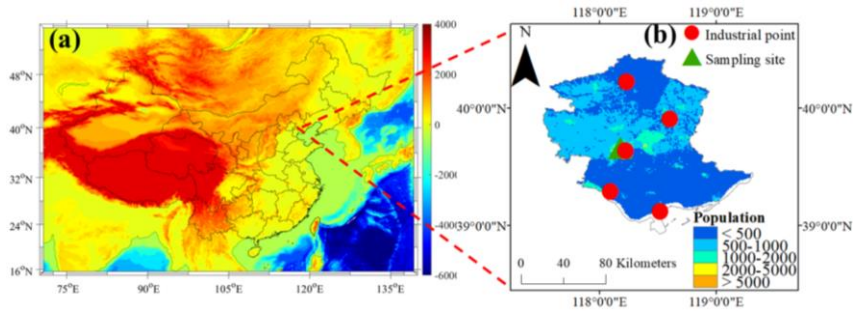 (a)
4000
2000
0
-2000
-4000
-6000
48°N
40°N
32°N
24°N
16°N
75°E
90°E
105°E
120°E
135°E
118°0'0"E
119°0'0"E
N
(b)
Industrial point
Sampling site
40°0'0"N
40°0'0"N
39°0'0"N
39°0'0"N
Population
< 500
500-1000
1000-2000
2000-5000
> 5000
0 40 80 Kilometers
118°0'0"E
119°0'0"E